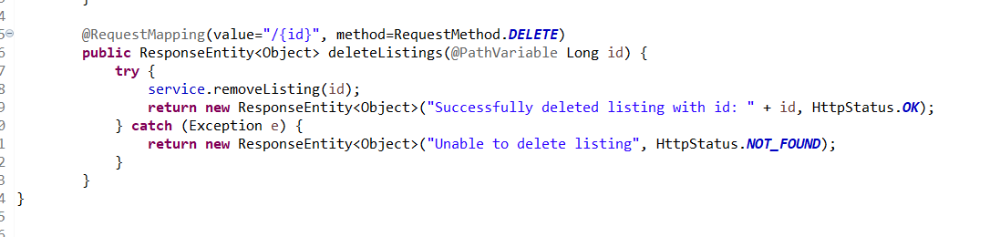 }
4
5 @RequestMapping(value="/{id}", method=RequestMethod.DELETE)
6 public ResponseEntity<Object> deleteListings(@PathVariable Long id) {
7 try {
8 service.removeListing(id);
9 return new ResponseEntity<Object>("Successfully deleted listing with id: " + id, HttpStatus.OK);
0 } catch (Exception e) {
1 return new ResponseEntity<Object>("Unable to delete listing", HttpStatus.NOT_FOUND);
2 }
3 }
4 }
5
6